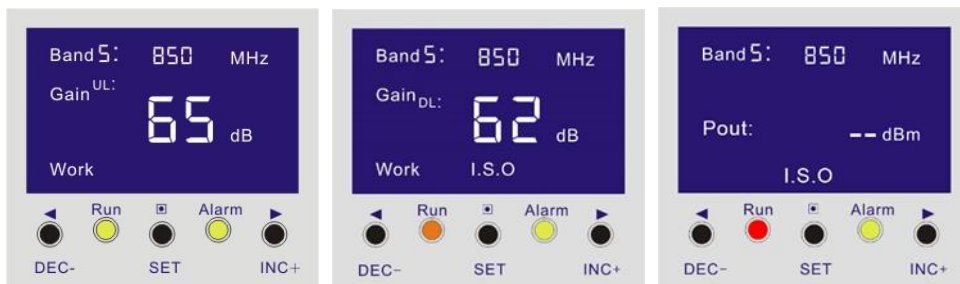 Band 5: 850 MHz
Gain UL:
65 dB
Work
Run Alarm
DEC- SET INC+
Band 5: 850 MHz
Gain DL:
62 dB
Work I.S.O
Run Alarm
DEC- SET INC+
Band 5: 850 MHz
Pout: -- dBm
I.S.O
Run Alarm
DEC- SET INC+